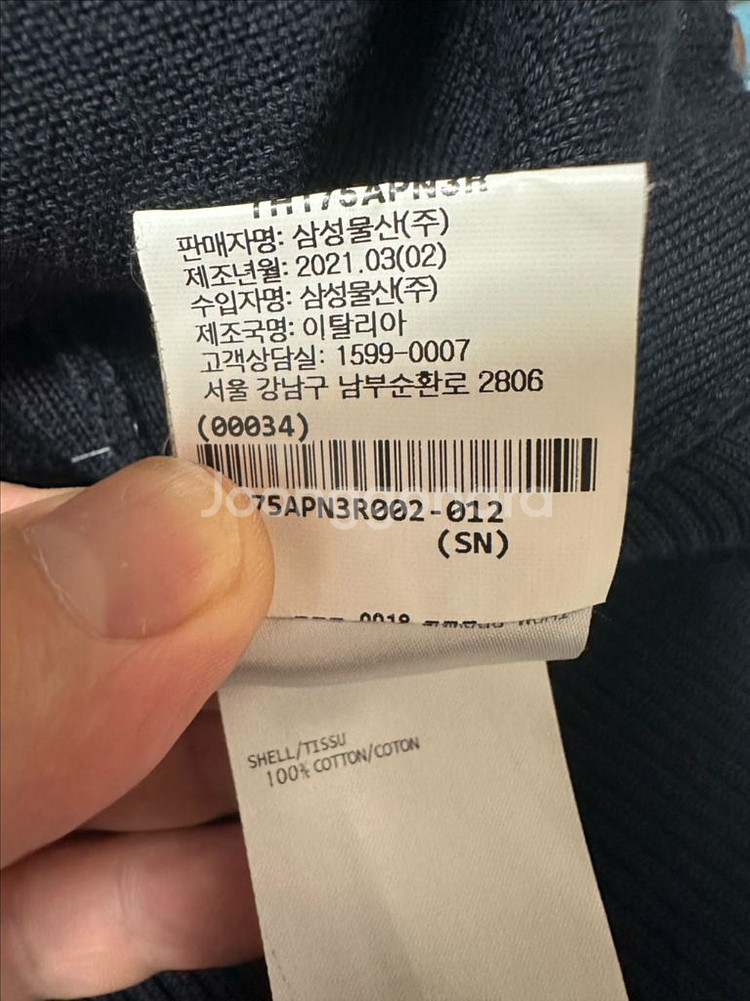 TH175APN3R
판매자명: 삼성물산(주)
제조년월: 2021.03(02)
수입자명: 삼성물산(주)
제조국명: 이탈리아
고객상담실: 1599-0007
서울 강남구 남부순환로 2806
(00034)
Joonggonara
75APN3R002-012
(SN)
0018
SHELL/TISSU
100% COTTON/COTON